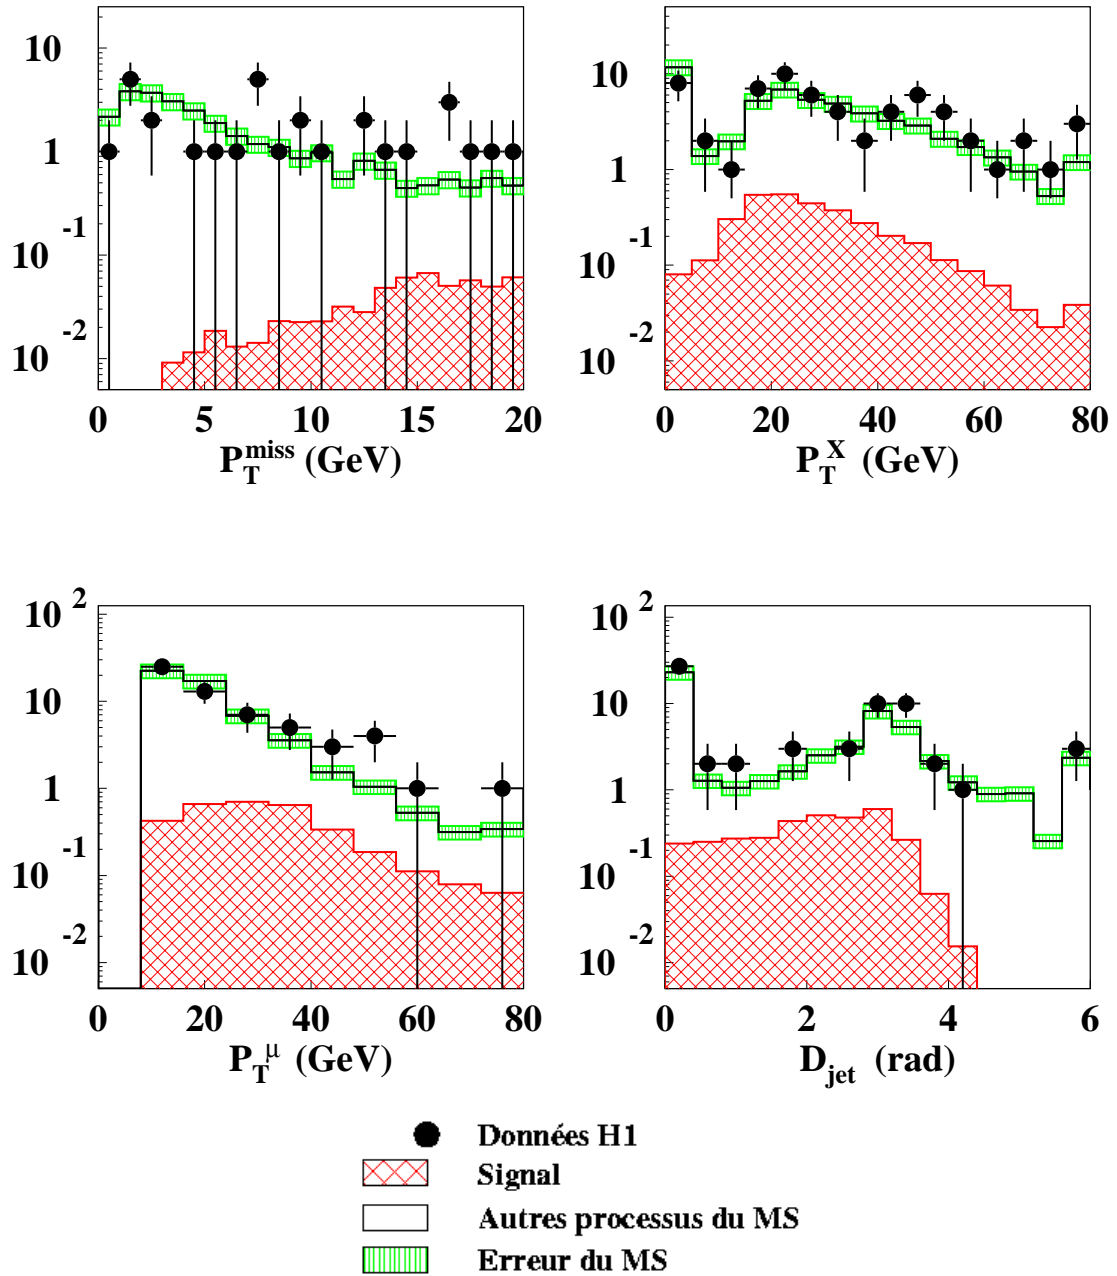 10
1
10 -1
10 -2
0 5 10 15 20
P_T^miss (GeV)
10
1
10 -1
10 -2
0 20 40 60 80
P_T^X (GeV)
10 2
10
1
10 -1
10 -2
0 20 40 60 80
P_T^μ (GeV)
10 2
10
1
10 -1
10 -2
0 2 4 6
D_jet (rad)
Données H1
Signal
Autres processus du MS
Erreur du MS